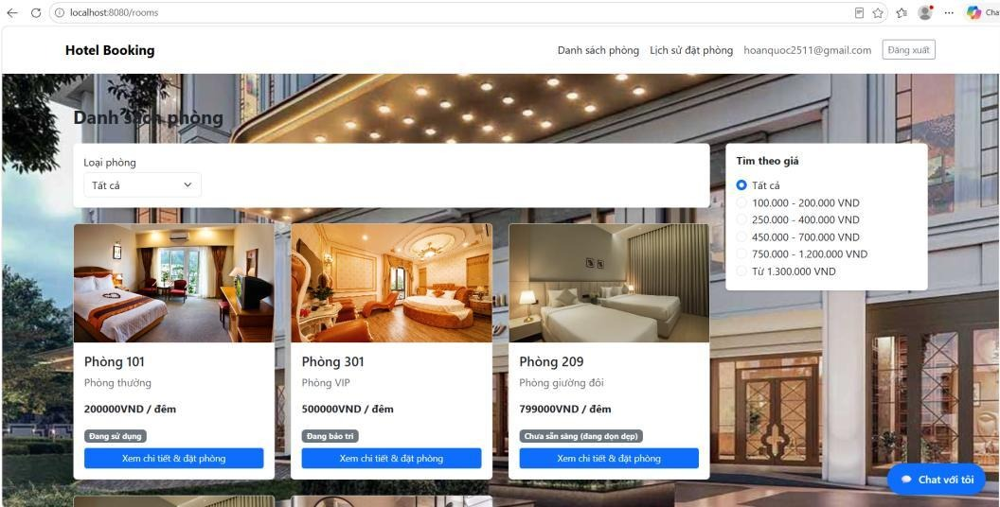 localhost:8080/rooms
Cha
Hotel Booking
Danh sách phòng
Lịch sử đặt phòng
hoanquoc2511@gmail.com
Đăng xuất
Danh sách phòng
Loại phòng
Tất cả
Tìm theo giá
Tất cả
100.000 - 200.000 VND
250.000 - 400.000 VND
450.000 - 700.000 VND
750.000 - 1.200.000 VND
Từ 1.300.000 VND
Phòng 101
Phòng thường
200000VND / đêm
Đang sử dụng
Xem chi tiết & đặt phòng
Phòng 301
Phòng VIP
500000VND / đêm
Đang bảo trì
Xem chi tiết & đặt phòng
Phòng 209
Phòng giường đôi
799000VND / đêm
Chưa sẵn sàng (đang dọn dẹp)
Xem chi tiết & đặt phòng
Chat với tôi